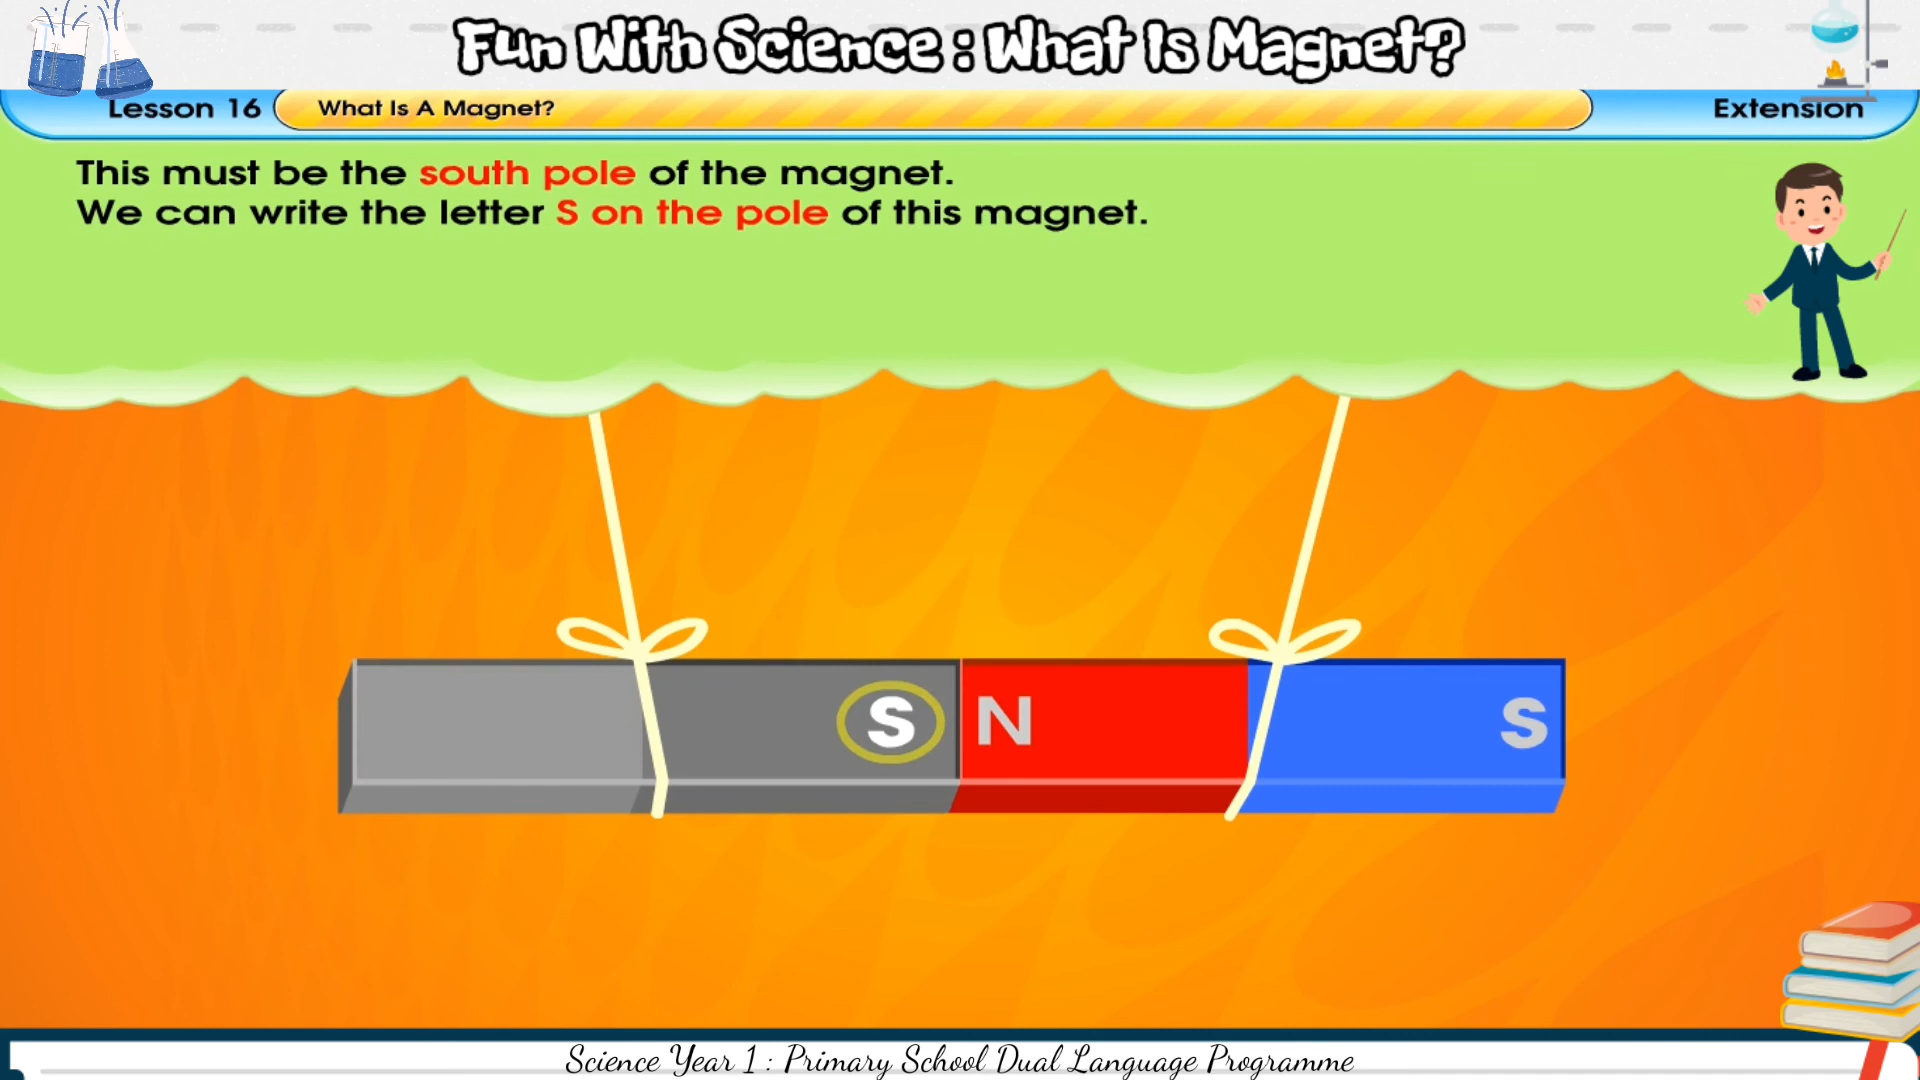 Fun With Science : What Is Magnet?
Lesson 16 What Is A Magnet? Extension
This must be the south pole of the magnet.
We can write the letter S on the pole of this magnet.
S N S
Science Year 1 : Primary School Dual Language Programme